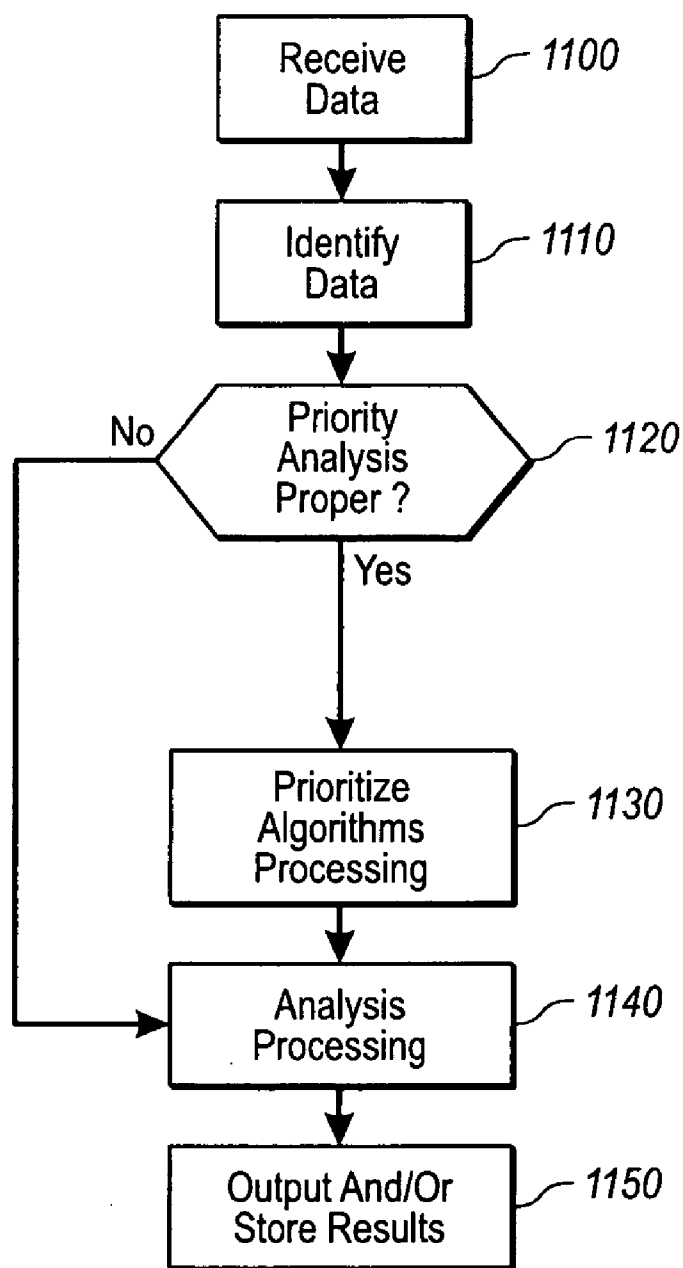 Receive
Data
1100
Identify
Data
1110
Priority
Analysis
Proper ?
1120
No
Yes
Prioritize
Algorithms
Processing
1130
Analysis
Processing
1140
Output And/Or
Store Results
1150